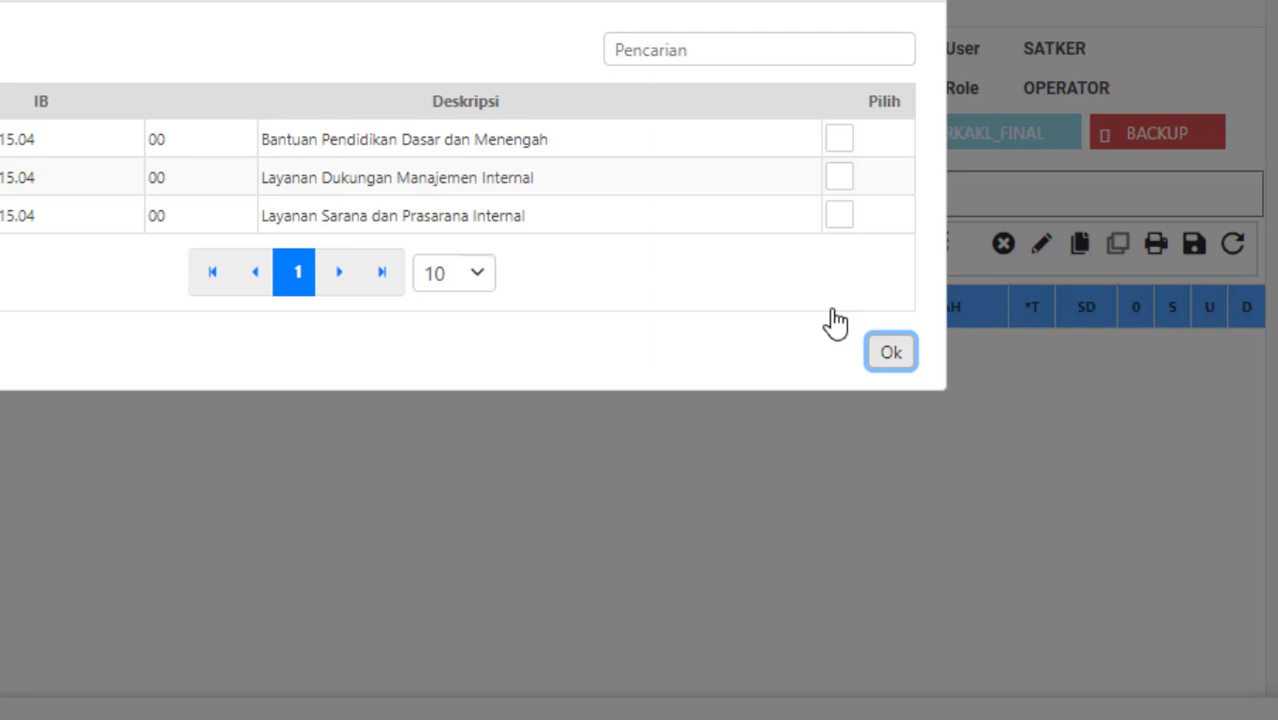 Pencarian
IB Deskripsi Pilih
15.04 00 Bantuan Pendidikan Dasar dan Menengah
15.04 00 Layanan Dukungan Manajemen Internal
15.04 00 Layanan Sarana dan Prasarana Internal
1 10
Ok
User SATKER
Role OPERATOR
RKAKL_FINAL BACKUP
AH *T SD 0 S U D